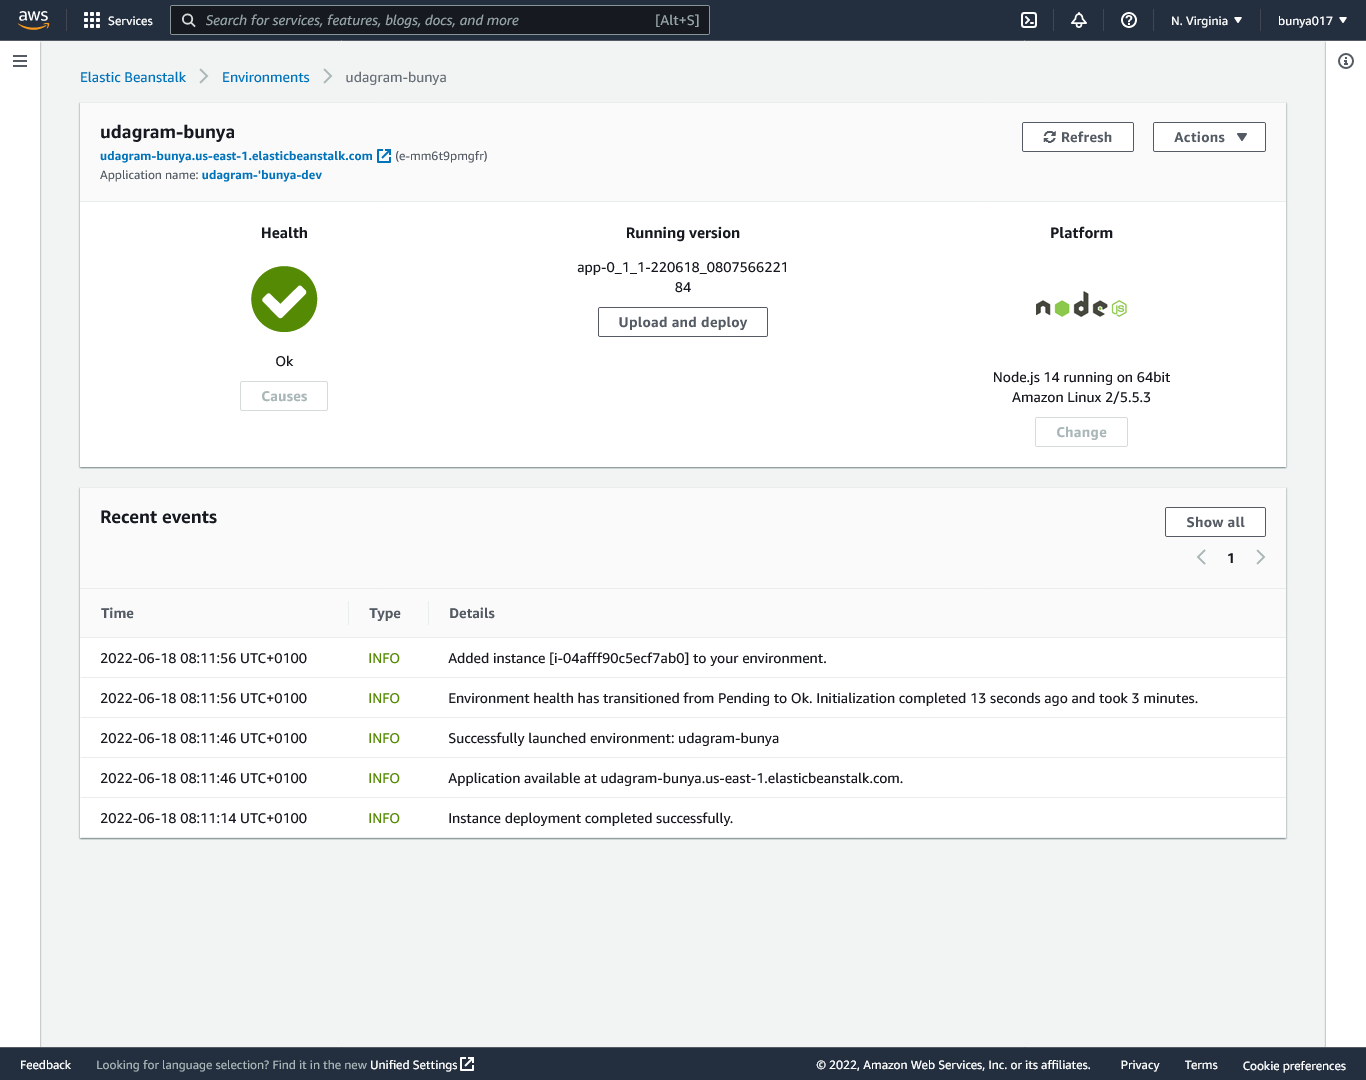 aws Services Search for services, features, blogs, docs, and more [Alt+S] N. Virginia ▼ bunya017 ▼
Elastic Beanstalk > Environments > udagram-bunya
udagram-bunya
udagram-bunya.us-east-1.elasticbeanstalk.com (e-mm6t9pmgfr)
Application name: udagram-'bunya-dev
Refresh
Actions ▼
Health
Ok
Causes
Running version
app-0_1_1-220618_0807566221
84
Upload and deploy
Platform
node JS
Node.js 14 running on 64bit
Amazon Linux 2/5.5.3
Change
Recent events
Show all
< 1 >
Time Type Details
2022-06-18 08:11:56 UTC+0100 INFO Added instance [i-04afff90c5ecf7ab0] to your environment.
2022-06-18 08:11:56 UTC+0100 INFO Environment health has transitioned from Pending to Ok. Initialization completed 13 seconds ago and took 3 minutes.
2022-06-18 08:11:46 UTC+0100 INFO Successfully launched environment: udagram-bunya
2022-06-18 08:11:46 UTC+0100 INFO Application available at udagram-bunya.us-east-1.elasticbeanstalk.com.
2022-06-18 08:11:14 UTC+0100 INFO Instance deployment completed successfully.
Feedback Looking for language selection? Find it in the new Unified Settings © 2022, Amazon Web Services, Inc. or its affiliates. Privacy Terms Cookie preferences